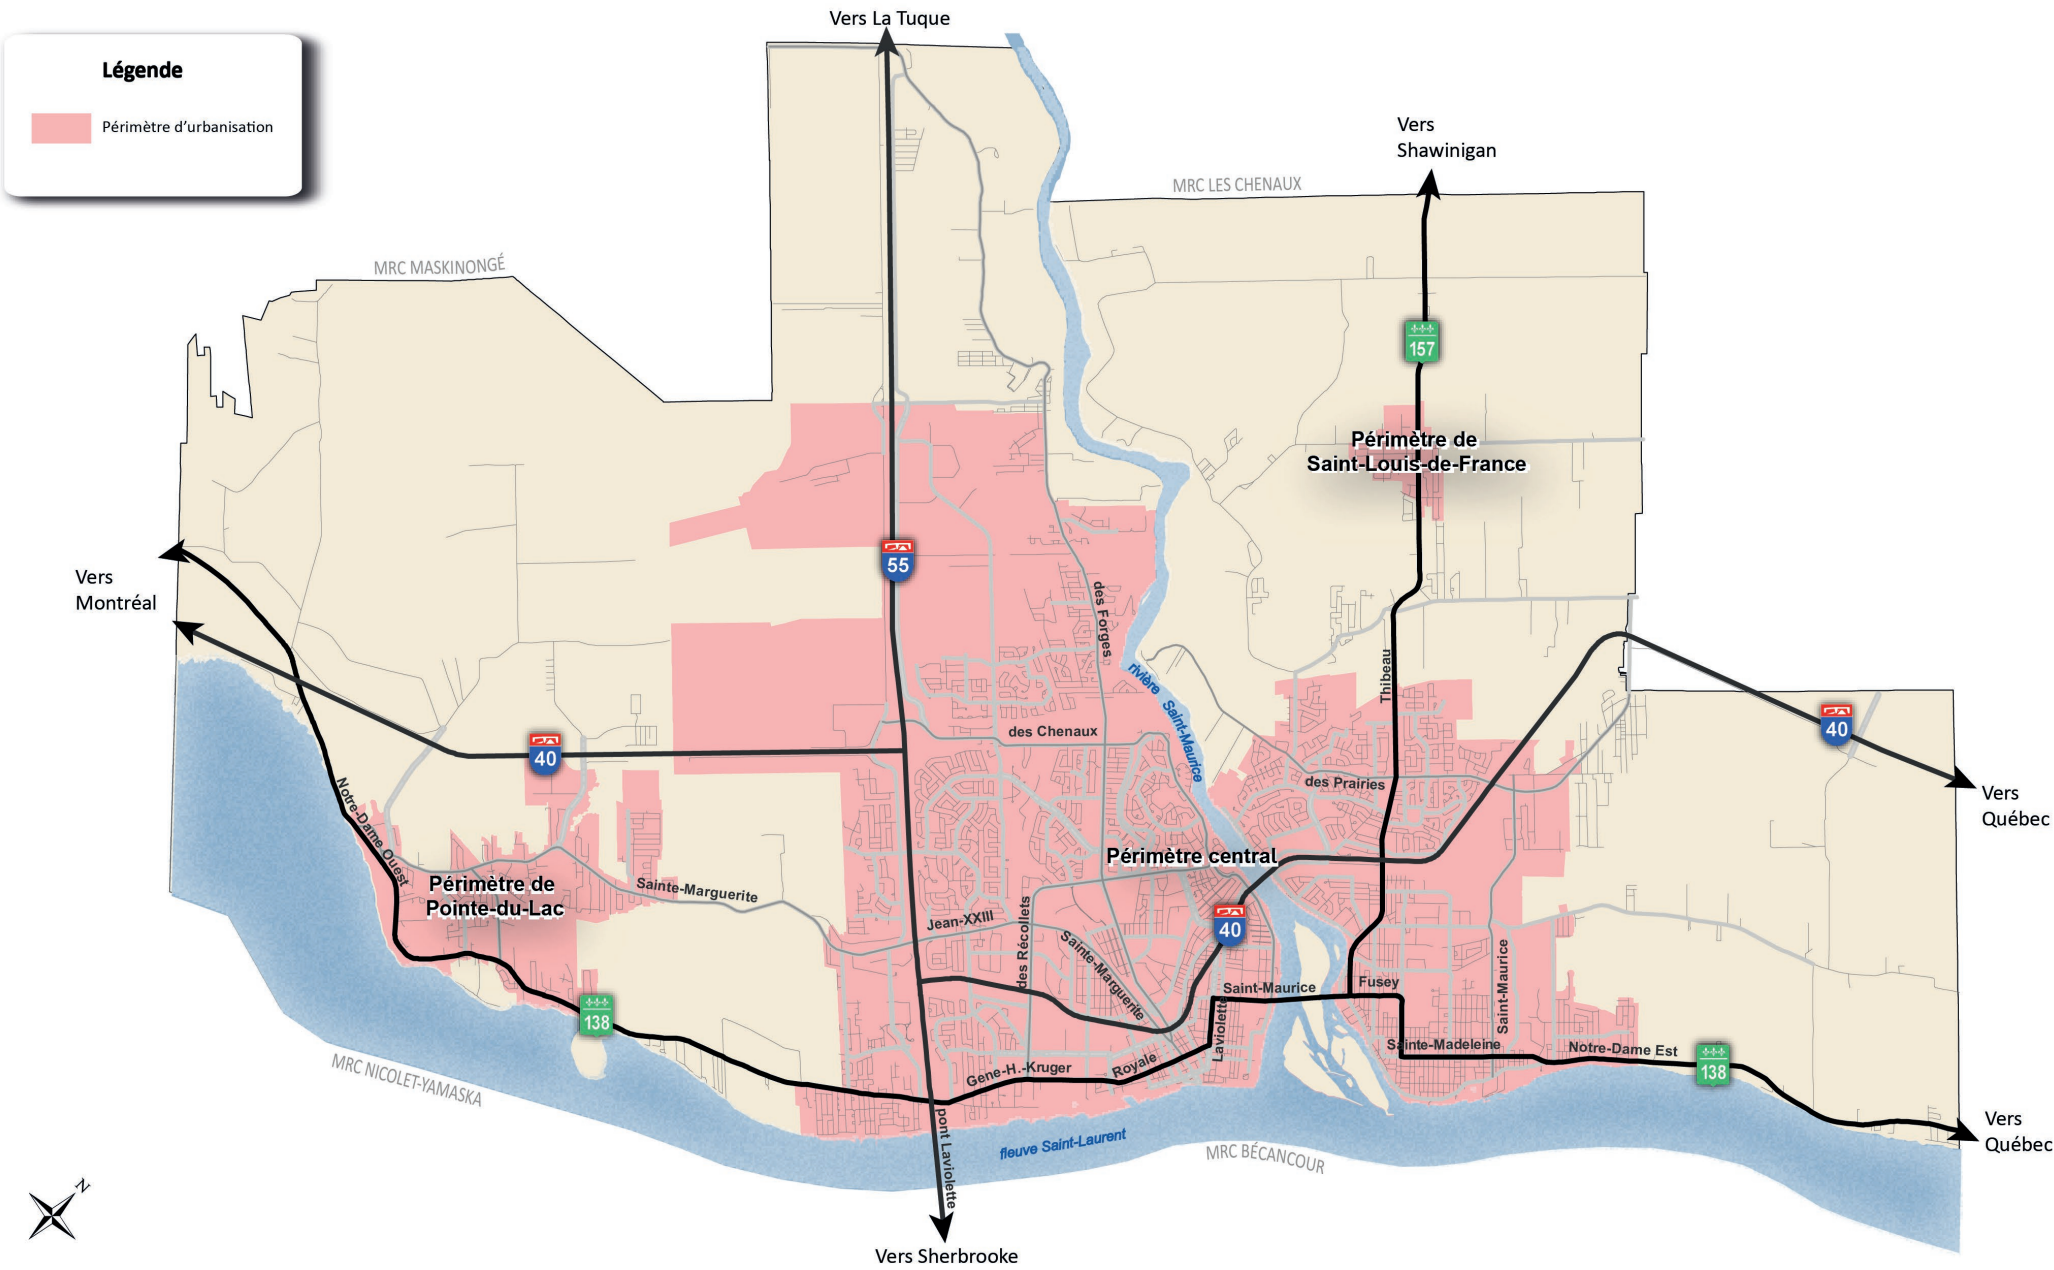 Vers La Tuque
Légende
Périmètre d'urbanisation
Vers
Shawinigan
MRC LES CHENAUX
MRC MASKINONGÉ
157
Périmètre de
Saint-Louis-de-France
55
Vers
Montréal
des Forges
rivière Saint-Maurice
Thibeau
des Chenaux
40
40
des Prairies
Vers
Québec
Notre-Dame Ouest
Périmètre central
Périmètre de
Pointe-du-Lac
Sainte-Marguerite
Jean-XXIII
des Récollets
Sainte-Marguerite
40
Saint-Maurice
Fusey
Saint-Maurice
Laviolette
138
Sainte-Madeleine
Notre-Dame Est
138
Gene-H.-Kruger
Royale
MRC NICOLET-YAMASKA
pont Laviolette
fleuve Saint-Laurent
MRC BÉCANCOUR
Vers
Québec
N
Vers Sherbrooke